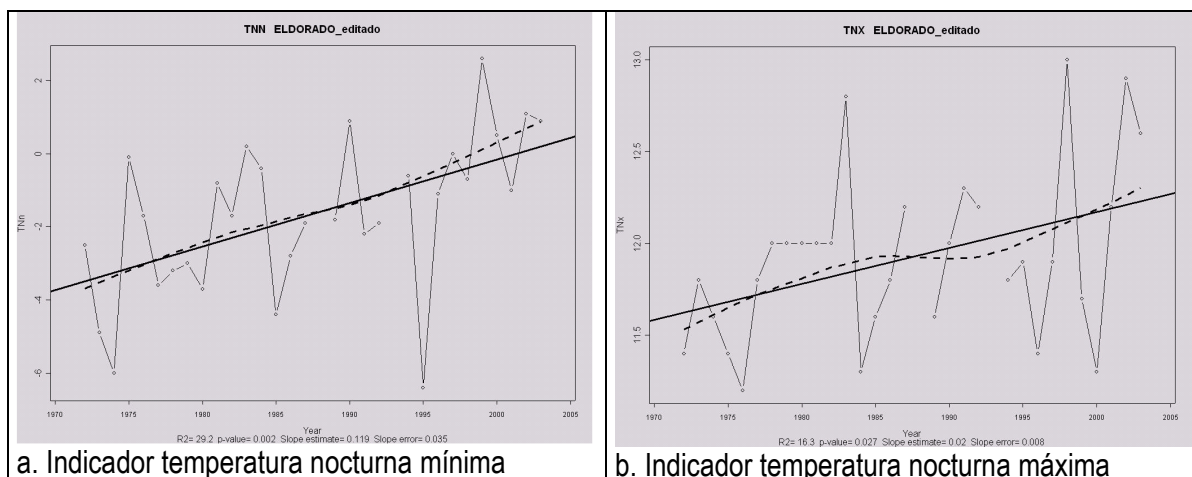 TNN ELDORADO_editado
TNn
2
0
-2
-4
-6
1970 1975 1980 1985 1990 1995 2000 2005
Year
R2= 29.2 p-value= 0.002 Slope estimate= 0.119 Slope error= 0.035
a. Indicador temperatura nocturna mínima
TNX ELDORADO_editado
TNx
13.0
12.5
12.0
11.5
1970 1975 1980 1985 1990 1995 2000 2005
Year
R2= 16.3 p-value= 0.027 Slope estimate= 0.02 Slope error= 0.008
b. Indicador temperatura nocturna máxima